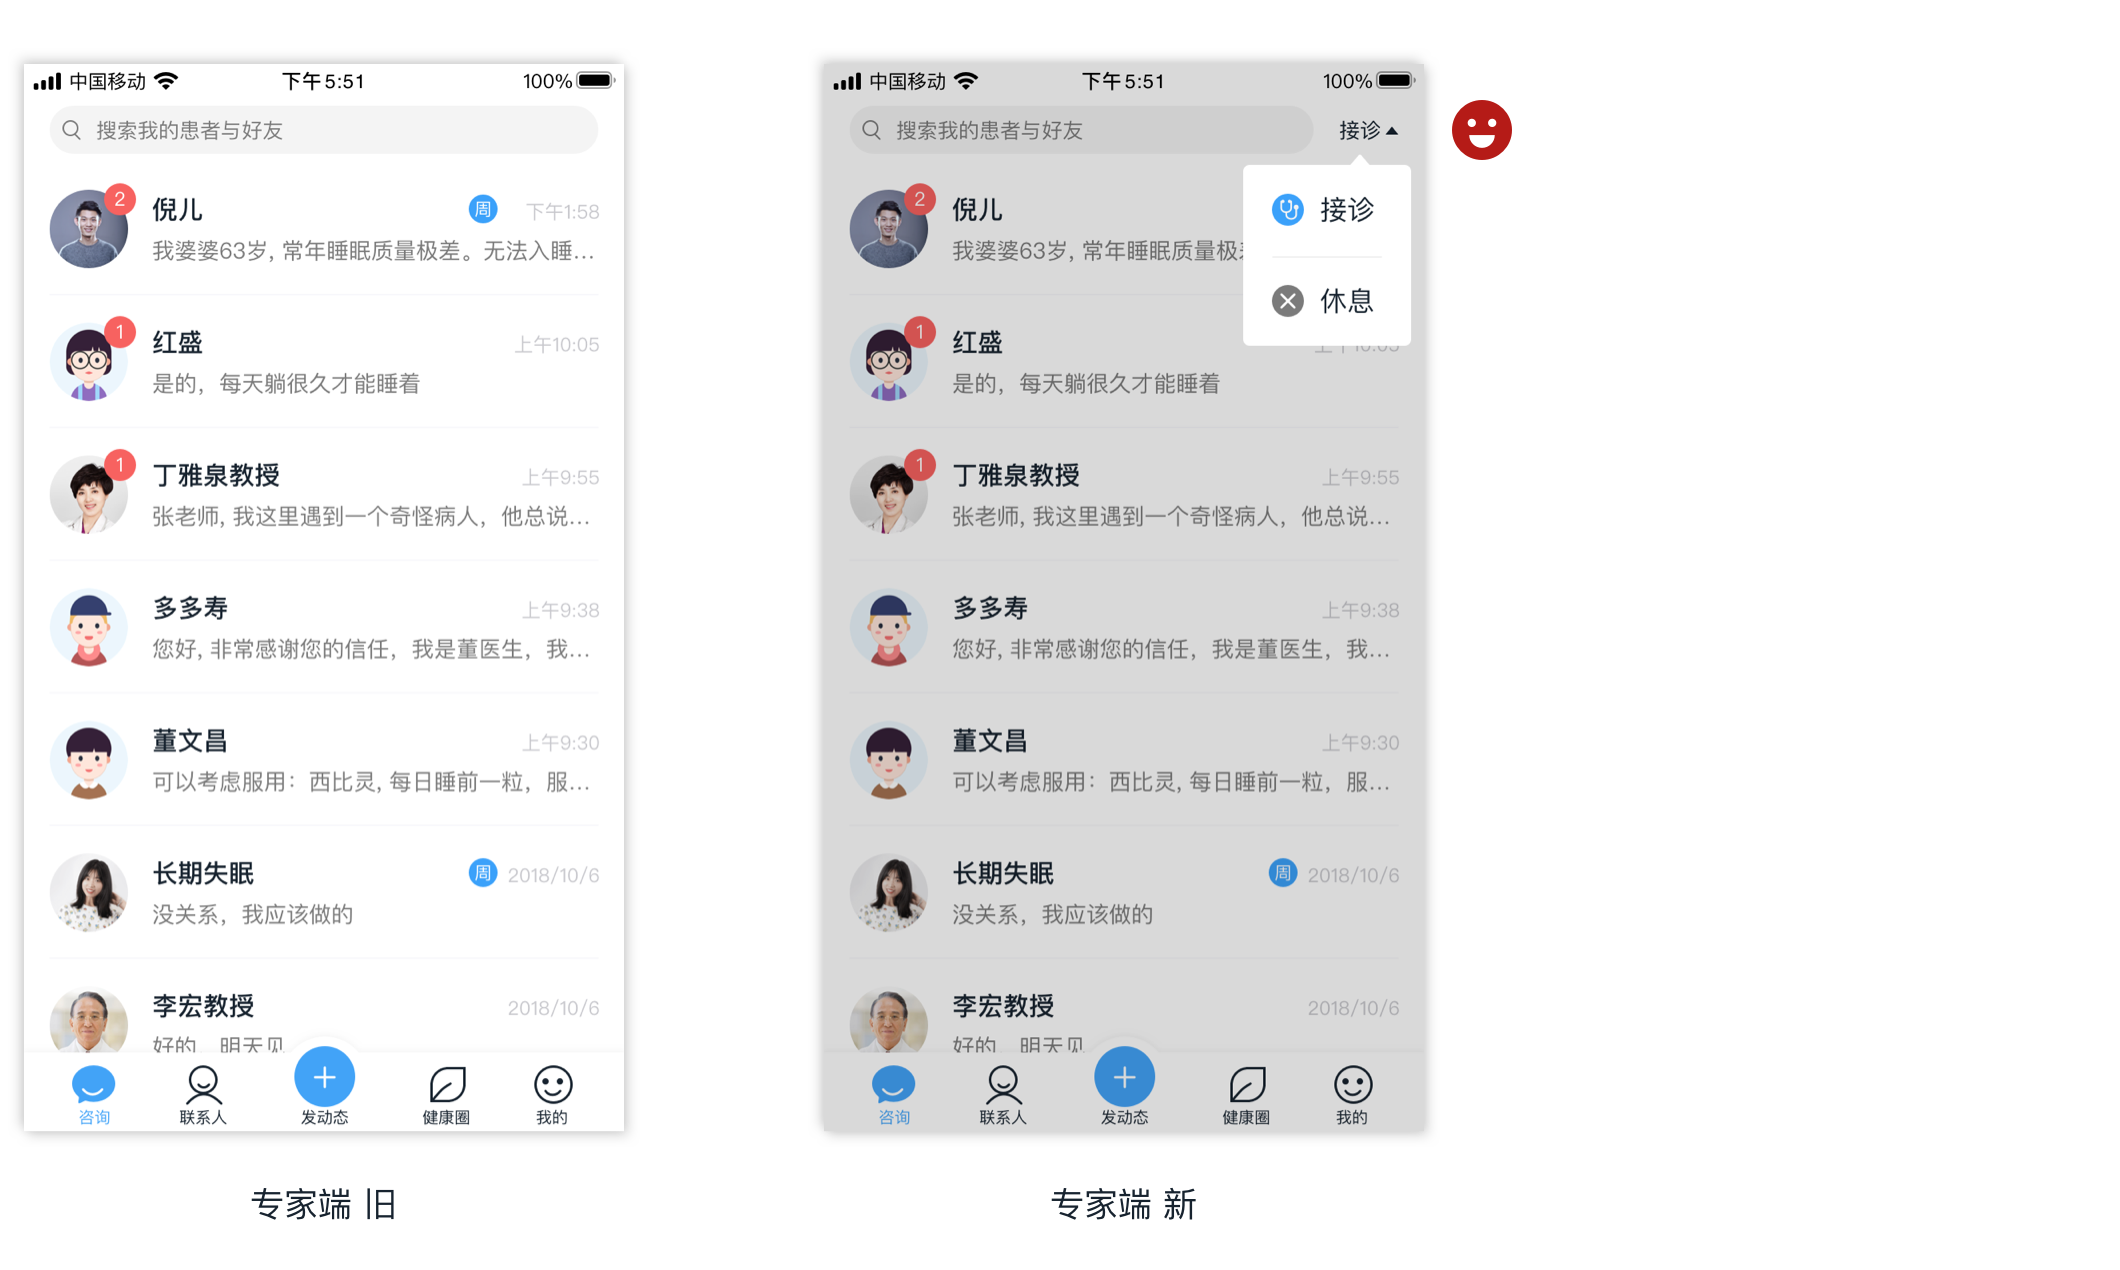 中国移动 下午5:51 100%
搜索我的患者与好友
2 倪儿 周 下午1:58
我婆婆63岁, 常年睡眠质量极差。无法入睡...
1 红盛 上午10:05
是的，每天躺很久才能睡着
1 丁雅泉教授 上午9:55
张老师, 我这里遇到一个奇怪病人，他总说...
多多寿 上午9:38
您好, 非常感谢您的信任，我是董医生，我...
董文昌 上午9:30
可以考虑服用：西比灵, 每日睡前一粒，服...
长期失眠 周 2018/10/6
没关系，我应该做的
李宏教授 2018/10/6
好的，明天见
咨询 联系人 发动态 健康圈 我的
专家端 旧
中国移动 下午5:51 100%
搜索我的患者与好友 接诊
接诊
休息
2 倪儿
我婆婆63岁, 常年睡眠质量极
1 红盛 上午10:05
是的，每天躺很久才能睡着
1 丁雅泉教授 上午9:55
张老师, 我这里遇到一个奇怪病人，他总说...
多多寿 上午9:38
您好, 非常感谢您的信任，我是董医生，我...
董文昌 上午9:30
可以考虑服用：西比灵, 每日睡前一粒，服...
长期失眠 周 2018/10/6
没关系，我应该做的
李宏教授 2018/10/6
好的，明天见
咨询 联系人 发动态 健康圈 我的
专家端 新